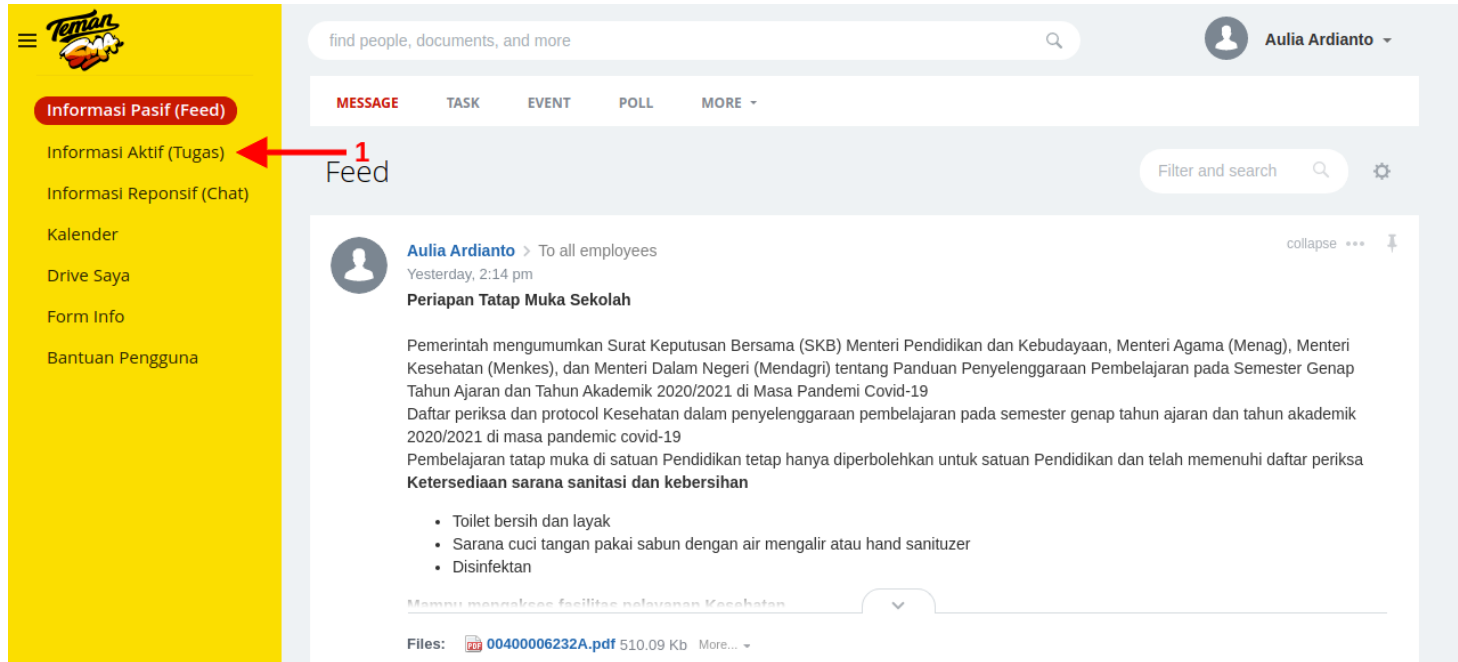 Teman
SMA
find people, documents, and more
Aulia Ardianto
Informasi Pasif (Feed)
Informasi Aktif (Tugas)
Informasi Reponsif (Chat)
Kalender
Drive Saya
Form Info
Bantuan Pengguna
MESSAGE TASK EVENT POLL MORE
1
Feed
Filter and search
Aulia Ardianto > To all employees
collapse
Yesterday, 2:14 pm
Periapan Tatap Muka Sekolah
Pemerintah mengumumkan Surat Keputusan Bersama (SKB) Menteri Pendidikan dan Kebudayaan, Menteri Agama (Menag), Menteri
Kesehatan (Menkes), dan Menteri Dalam Negeri (Mendagri) tentang Panduan Penyelenggaraan Pembelajaran pada Semester Genap
Tahun Ajaran dan Tahun Akademik 2020/2021 di Masa Pandemi Covid-19
Daftar periksa dan protocol Kesehatan dalam penyelenggaraan pembelajaran pada semester genap tahun ajaran dan tahun akademik
2020/2021 di masa pandemic covid-19
Pembelajaran tatap muka di satuan Pendidikan tetap hanya diperbolehkan untuk satuan Pendidikan dan telah memenuhi daftar periksa
Ketersediaan sarana sanitasi dan kebersihan
• Toilet bersih dan layak
• Sarana cuci tangan pakai sabun dengan air mengalir atau hand sanituzer
• Disinfektan
Mampu mengakses fasilitas pelayanan Kesehatan
Files: PDF 00400006232A.pdf 510.09 Kb More...